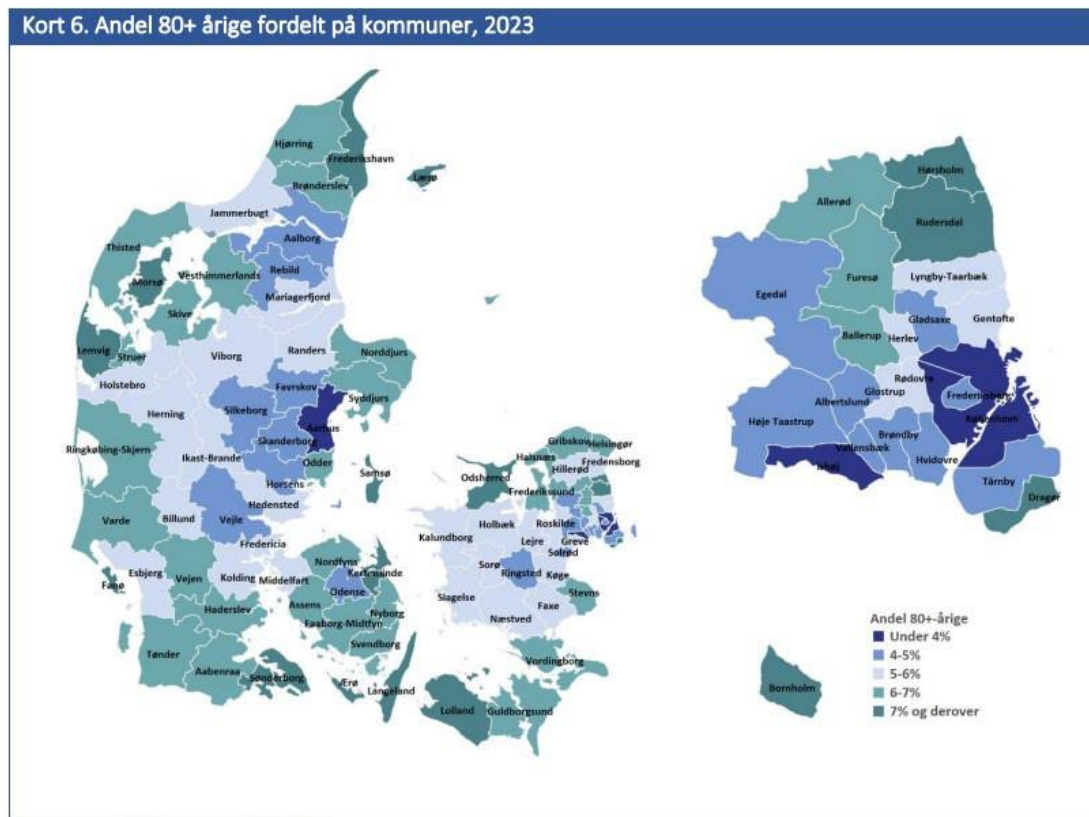 Kort 6. Andel 80+ årige fordelt på kommuner, 2023
Hjørring
Frederikshavn
Læsø
Brønderslev
Jammerbugt
Aalborg
Thisted
Vesthimmerlands
Rebild
Morsø
Mariagerfjord
Skive
Lemvig
Struer
Viborg
Randers
Norddjurs
Holstebro
Favrskov
Syddjurs
Herning
Silkeborg
Aarhus
Skanderborg
Ringkøbing-Skjern
Ikast-Brande
Odder
Samsø
Horsens
Hedensted
Varde
Billund
Vejle
Fredericia
Esbjerg
Kolding
Middelfart
Fanø
Vejen
Nordfyns
Kerteminde
Odense
Haderslev
Assens
Nyborg
Faaborg-Midtfyn
Svendborg
Tønder
Aabenraa
Sønderborg
Ærø
Langeland
Gribskov
Helsingør
Halsnæs
Fredensborg
Hillerød
Odsherred
Frederikssund
Holbæk
Roskilde
Kalundborg
Lejre
Greve
Solrød
Sorø
Ringsted
Køge
Slagelse
Stevns
Faxe
Næstved
Vordingborg
Lolland
Guldborgsund
Hørsholm
Allerød
Rudersdal
Furesø
Lyngby-Taarbæk
Egedal
Gladsaxe
Gentofte
Ballerup
Herlev
Rødovre
Glostrup
Frederiksberg
København
Albertslund
Høje Taastrup
Brøndby
Vallensbæk
Hvidovre
Ishøj
Tårnby
Dragør
Bornholm
Andel 80+-årige
Under 4%
4-5%
5-6%
6-7%
7% og derover